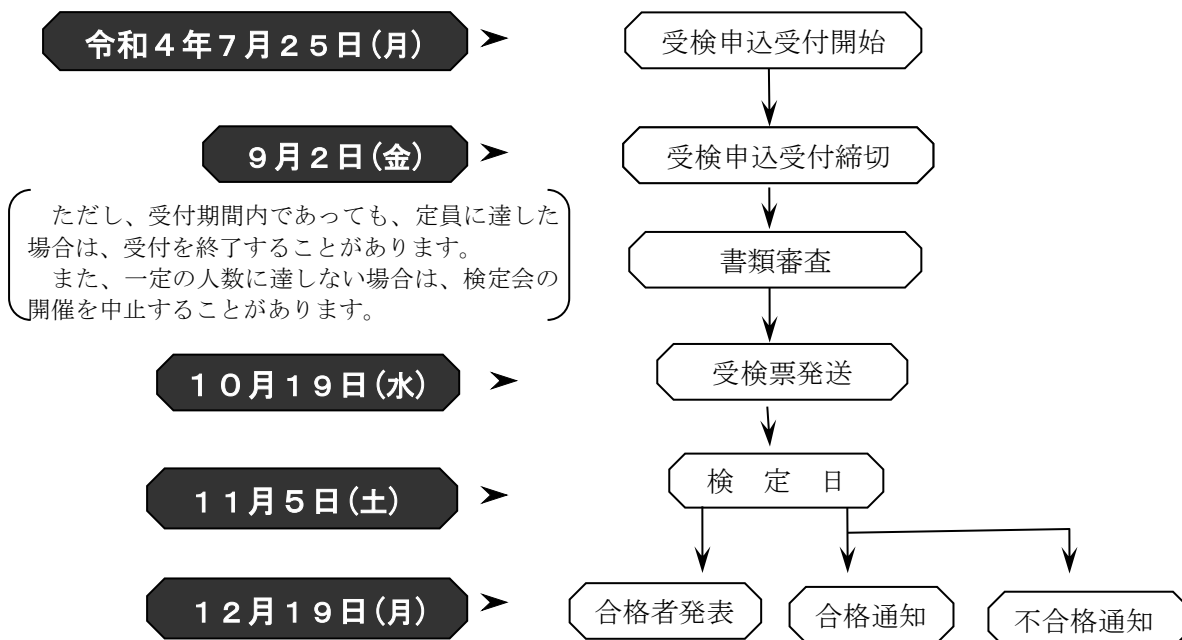 令和４年７月２５日(月)
受検申込受付開始
９月２日(金)
受検申込受付締切
ただし、受付期間内であっても、定員に達した
場合は、受付を終了することがあります。
また、一定の人数に達しない場合は、検定会の
開催を中止することがあります。
書類審査
１０月１９日(水)
受検票発送
１１月５日(土)
検　定　日
１２月１９日(月)
合格者発表
合格通知
不合格通知